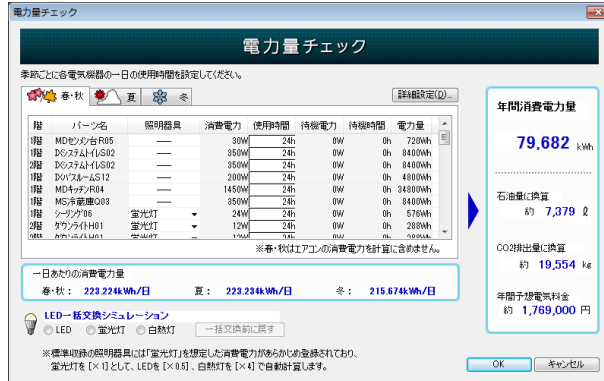 電力量チェック
電力量チェック
季節ごとに各電気機器の一日の使用時間を設定してください。
春・秋 夏 冬 詳細設定(D)...
階 パーツ名 照明器具 消費電力 使用時間 待機電力 待機時間 電力量
1階 MDセンメン台R05 ── 30W 24h 0W 0h 720Wh
1階 DシステムトイレS02 ── 350W 24h 0W 0h 8400Wh
2階 DシステムトイレS02 ── 350W 24h 0W 0h 8400Wh
1階 DXバスルームS12 ── 200W 24h 0W 0h 4800Wh
1階 MDキッチンR04 ── 1450W 24h 0W 0h 34800Wh
1階 MS冷蔵庫Q03 ── 350W 24h 0W 0h 8400Wh
1階 シーリング'06 蛍光灯 24W 24h 0W 0h 576Wh
2階 ダウンライトH01 蛍光灯 12W 24h 0W 0h 288Wh
2階 ダウンライトH01 蛍光灯 12W 24h 0W 0h 288Wh
※春・秋はエアコンの消費電力を計算に含めません。
一日あたりの消費電力量
春・秋： 223.224kWh/日 夏： 223.234kWh/日 冬： 215.674kWh/日
LED一括交換シミュレーション
LED 蛍光灯 白熱灯 一括交換前に戻す
※標準収録の照明器具には「蛍光灯」を想定した消費電力があらかじめ登録されており、
蛍光灯を [×1] として、LEDを [×0.5] 、白熱灯を [×4] で自動計算します。
年間消費電力量
79,682 kWh
石油量に換算
約 7,379 ℓ
CO2排出量に換算
約 19,554 kg
年間予想電気料金
約 1,769,000 円
OK キャンセル